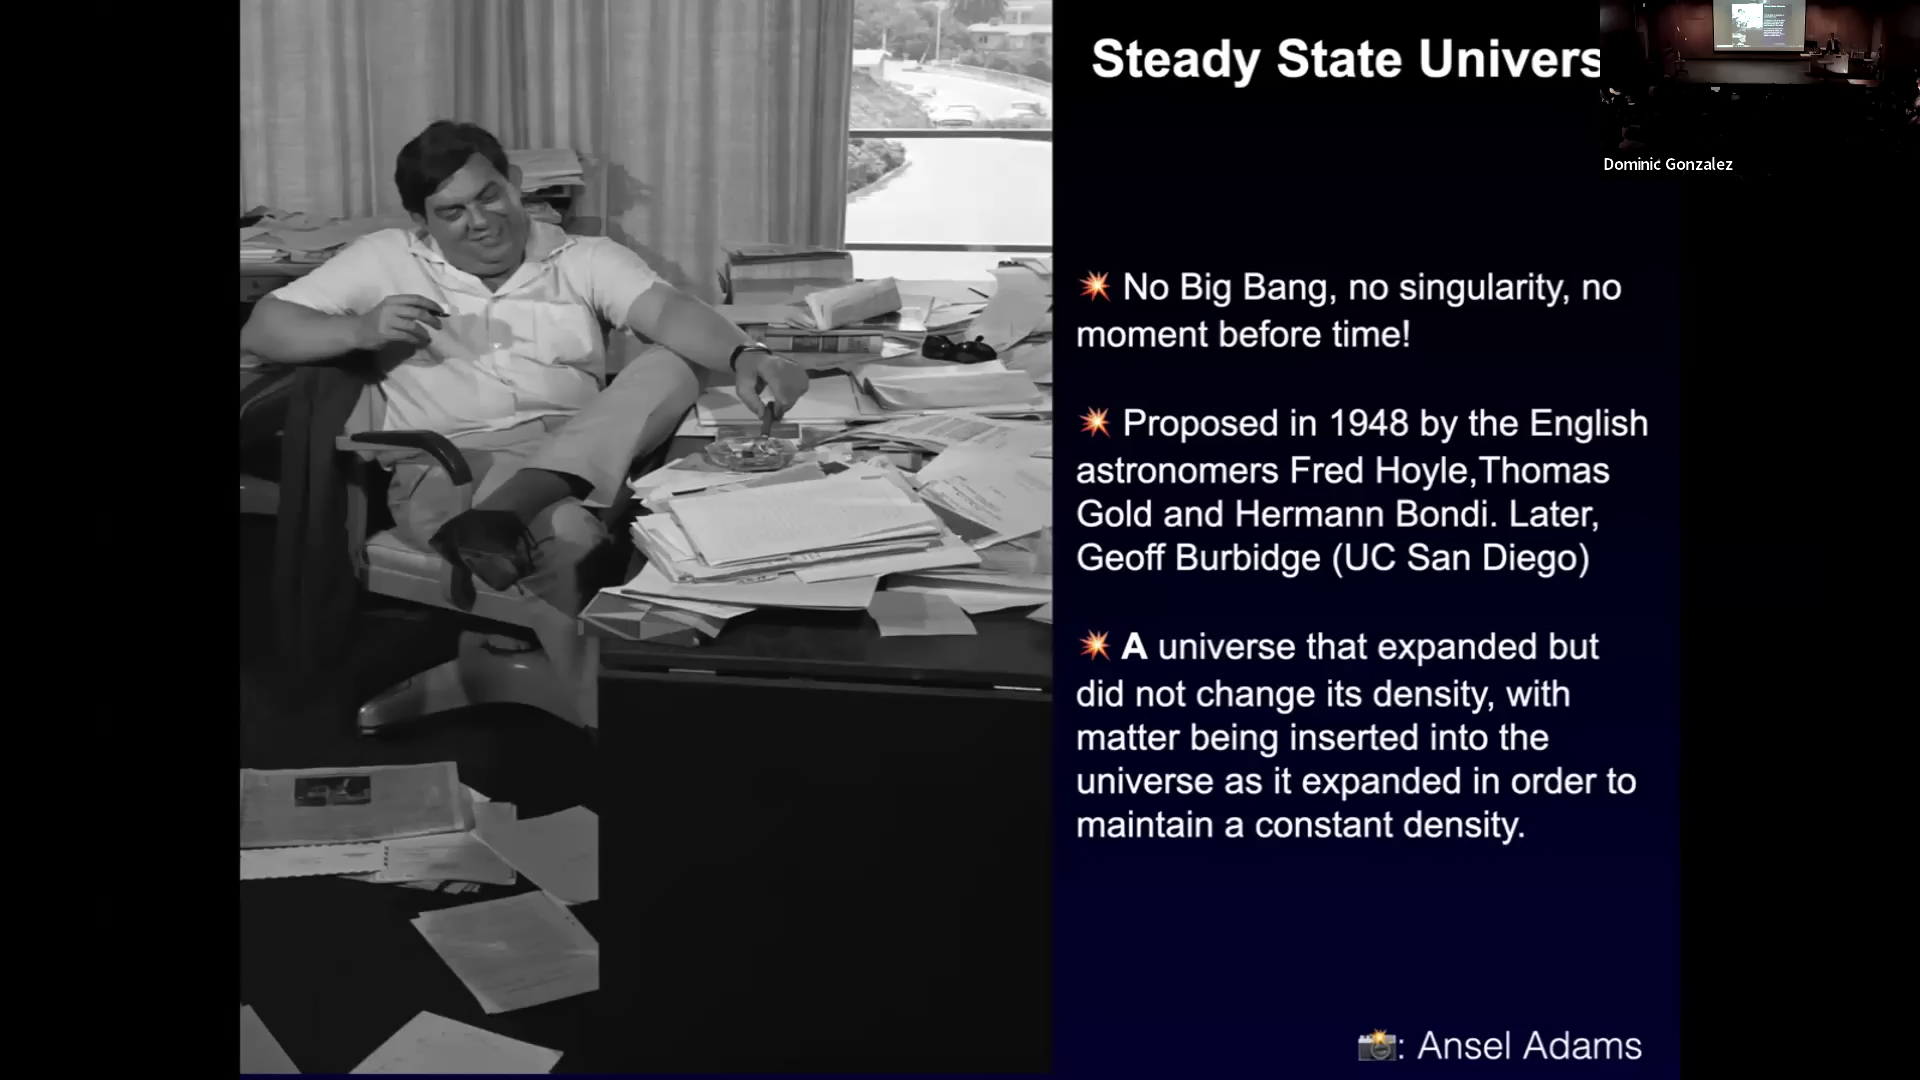 Steady State Univers
Dominic Gonzalez
💥 No Big Bang, no singularity, no
moment before time!
💥 Proposed in 1948 by the English
astronomers Fred Hoyle,Thomas
Gold and Hermann Bondi. Later,
Geoff Burbidge (UC San Diego)
💥 A universe that expanded but
did not change its density, with
matter being inserted into the
universe as it expanded in order to
maintain a constant density.
📸: Ansel Adams